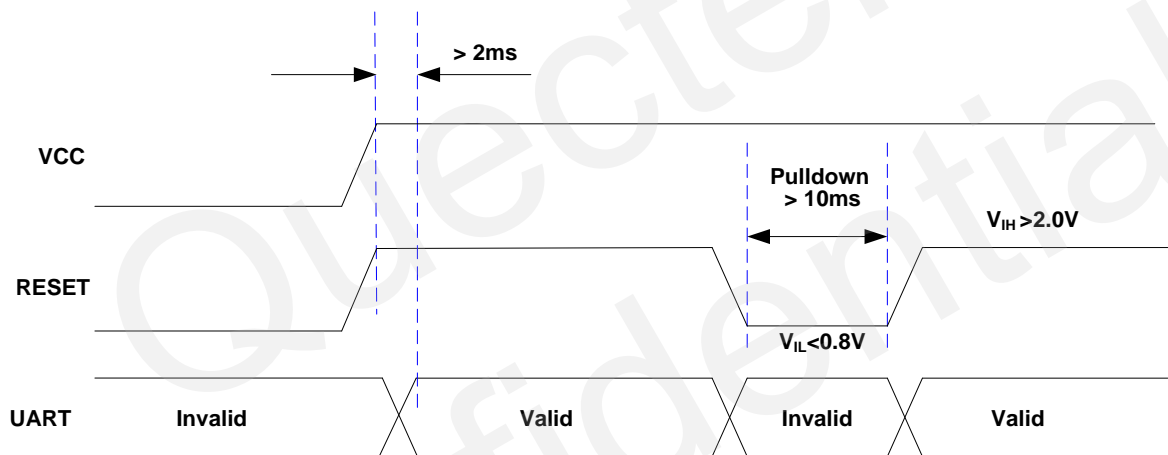 > 2ms
VCC
Pulldown
> 10ms
VIH >2.0V
RESET
VIL<0.8V
UART
Invalid
Valid
Invalid
Valid
Quectel
Confidential